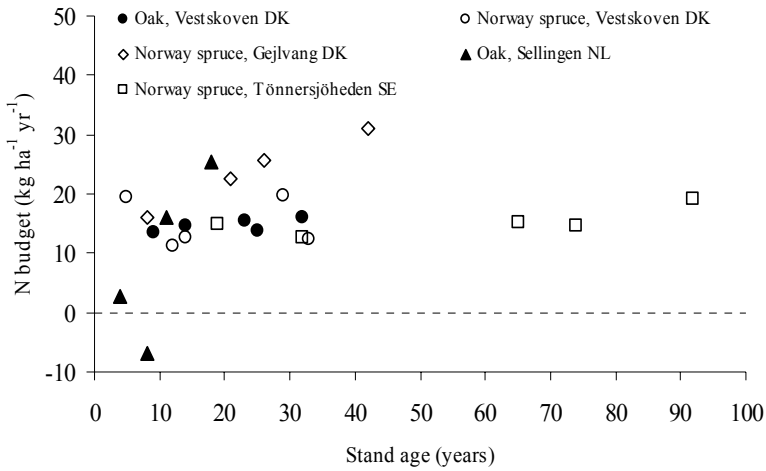 Oak, Vestskoven DK
Norway spruce, Vestskoven DK
Norway spruce, Gejlvang DK
Oak, Sellingen NL
Norway spruce, Tönnersjöheden SE
N budget (kg ha⁻¹ yr⁻¹)
50
40
30
20
10
0
-10
0 10 20 30 40 50 60 70 80 90 100
Stand age (years)